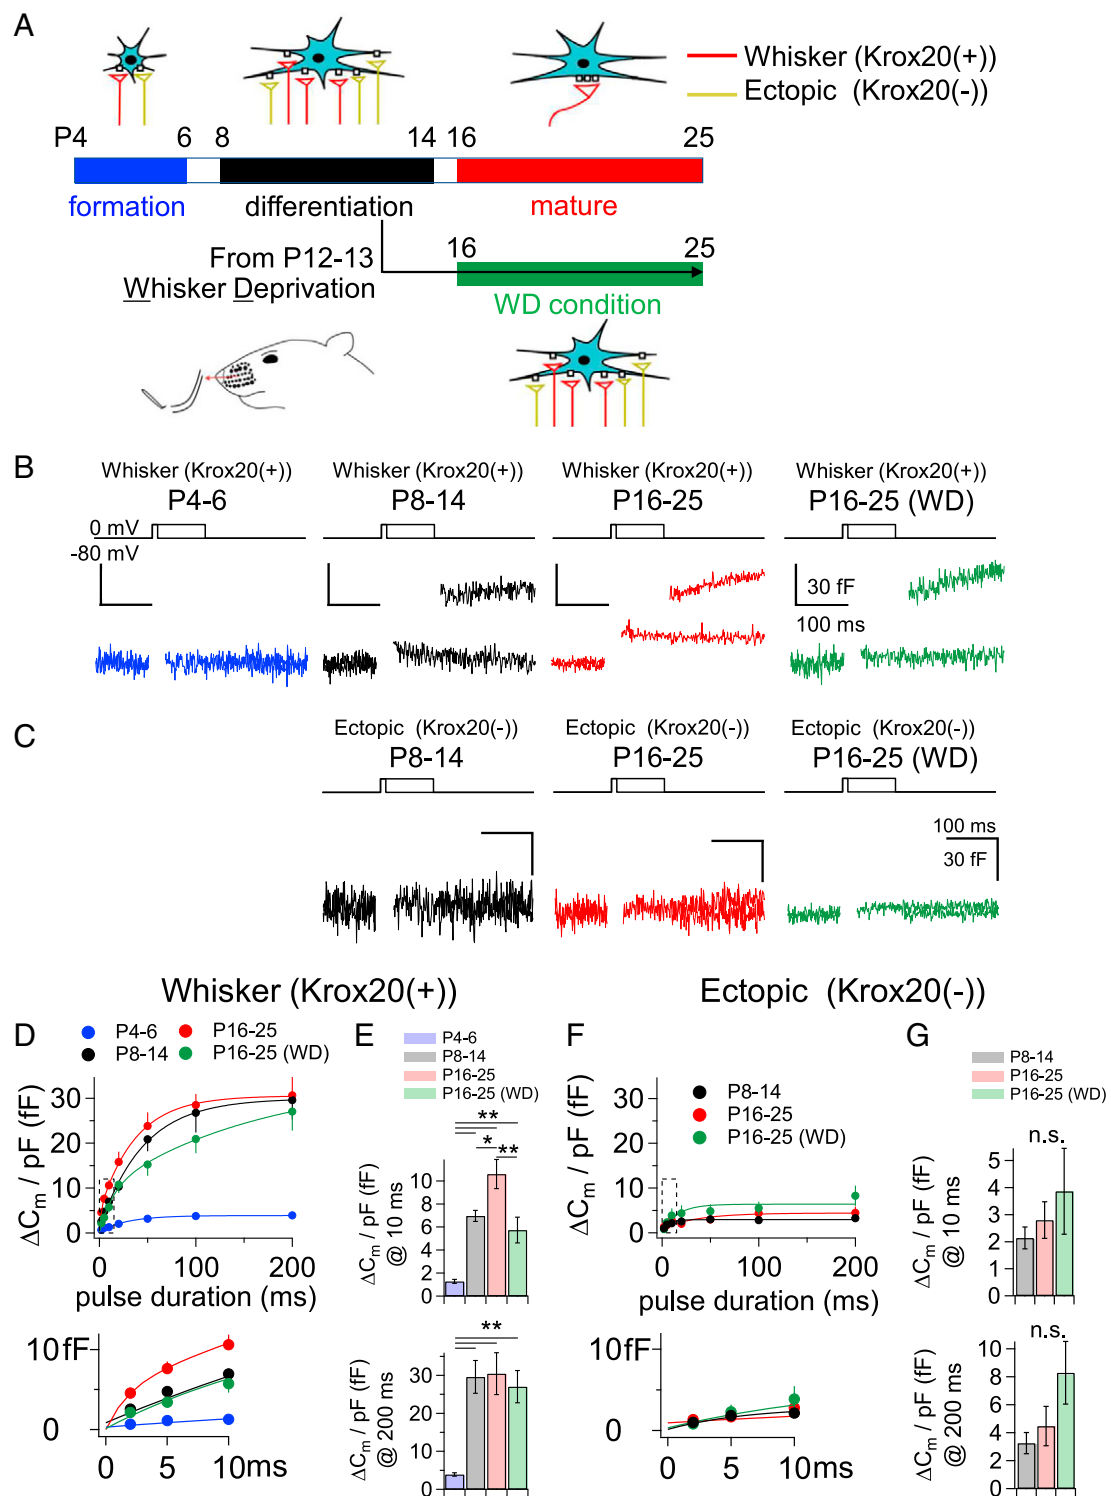 A
Whisker (Krox20(+))
Ectopic (Krox20(-))
P4 6 8 14 16 25
formation differentiation mature
From P12-13
Whisker Deprivation
16 25
WD condition
B
Whisker (Krox20(+)) Whisker (Krox20(+)) Whisker (Krox20(+)) Whisker (Krox20(+))
P4-6 P8-14 P16-25 P16-25 (WD)
0 mV
-80 mV
30 fF
100 ms
C
Ectopic (Krox20(-)) Ectopic (Krox20(-)) Ectopic (Krox20(-))
P8-14 P16-25 P16-25 (WD)
100 ms
30 fF
Whisker (Krox20(+)) Ectopic (Krox20(-))
D
P4-6 P16-25
P8-14 P16-25 (WD)
ΔCm / pF (fF)
30
20
10
0
0 100 200
pulse duration (ms)
10 fF
0
0 5 10ms
E
P4-6
P8-14
P16-25
P16-25 (WD)
**
*
**
ΔCm / pF (fF)
@ 10 ms
10
8
6
4
2
0
**
ΔCm / pF (fF)
@ 200 ms
30
20
10
0
F
P8-14
P16-25
P16-25 (WD)
ΔCm / pF (fF)
30
20
10
0
0 100 200
pulse duration (ms)
10fF
0
0 5 10ms
G
P8-14
P16-25
P16-25 (WD)
n.s.
ΔCm / pF (fF)
@ 10 ms
5
4
3
2
1
0
n.s.
ΔCm / pF (fF)
@ 200 ms
10
8
6
4
2
0